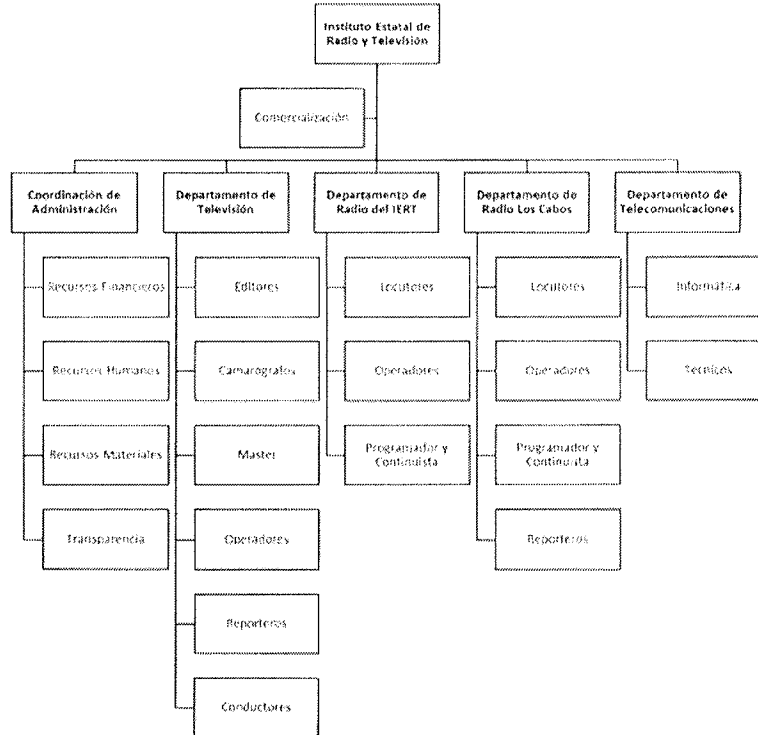 Instituto Estatal de
Radio y Televisión
Comercialización
Coordinación de
Administración
Departamento de
Televisión
Departamento de
Radio del IERT
Departamento de
Radio Los Cabos
Departamento de
Telecomunicaciones
Recursos Financieros
Editores
Locutores
Locutores
Informática
Recursos Humanos
Camarógrafos
Operadores
Operadores
Técnicos
Recursos Materiales
Master
Programador y
Continuista
Programador y
Continuista
Transparencia
Operadores
Reporteros
Reporteros
Conductores